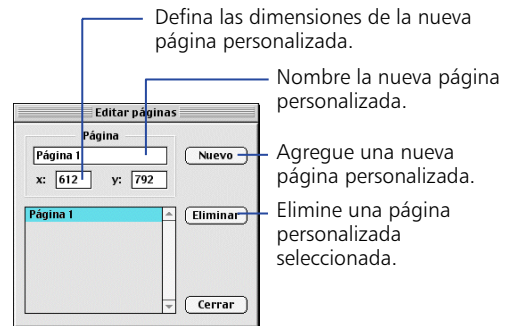 Defina las dimensiones de la nueva
página personalizada.
Nombre la nueva página
personalizada.
Editar páginas
Página
Página 1
Nuevo
x: 612 y: 792
Agregue una nueva
página personalizada.
Página 1
Eliminar
Elimine una página
personalizada
seleccionada.
Cerrar